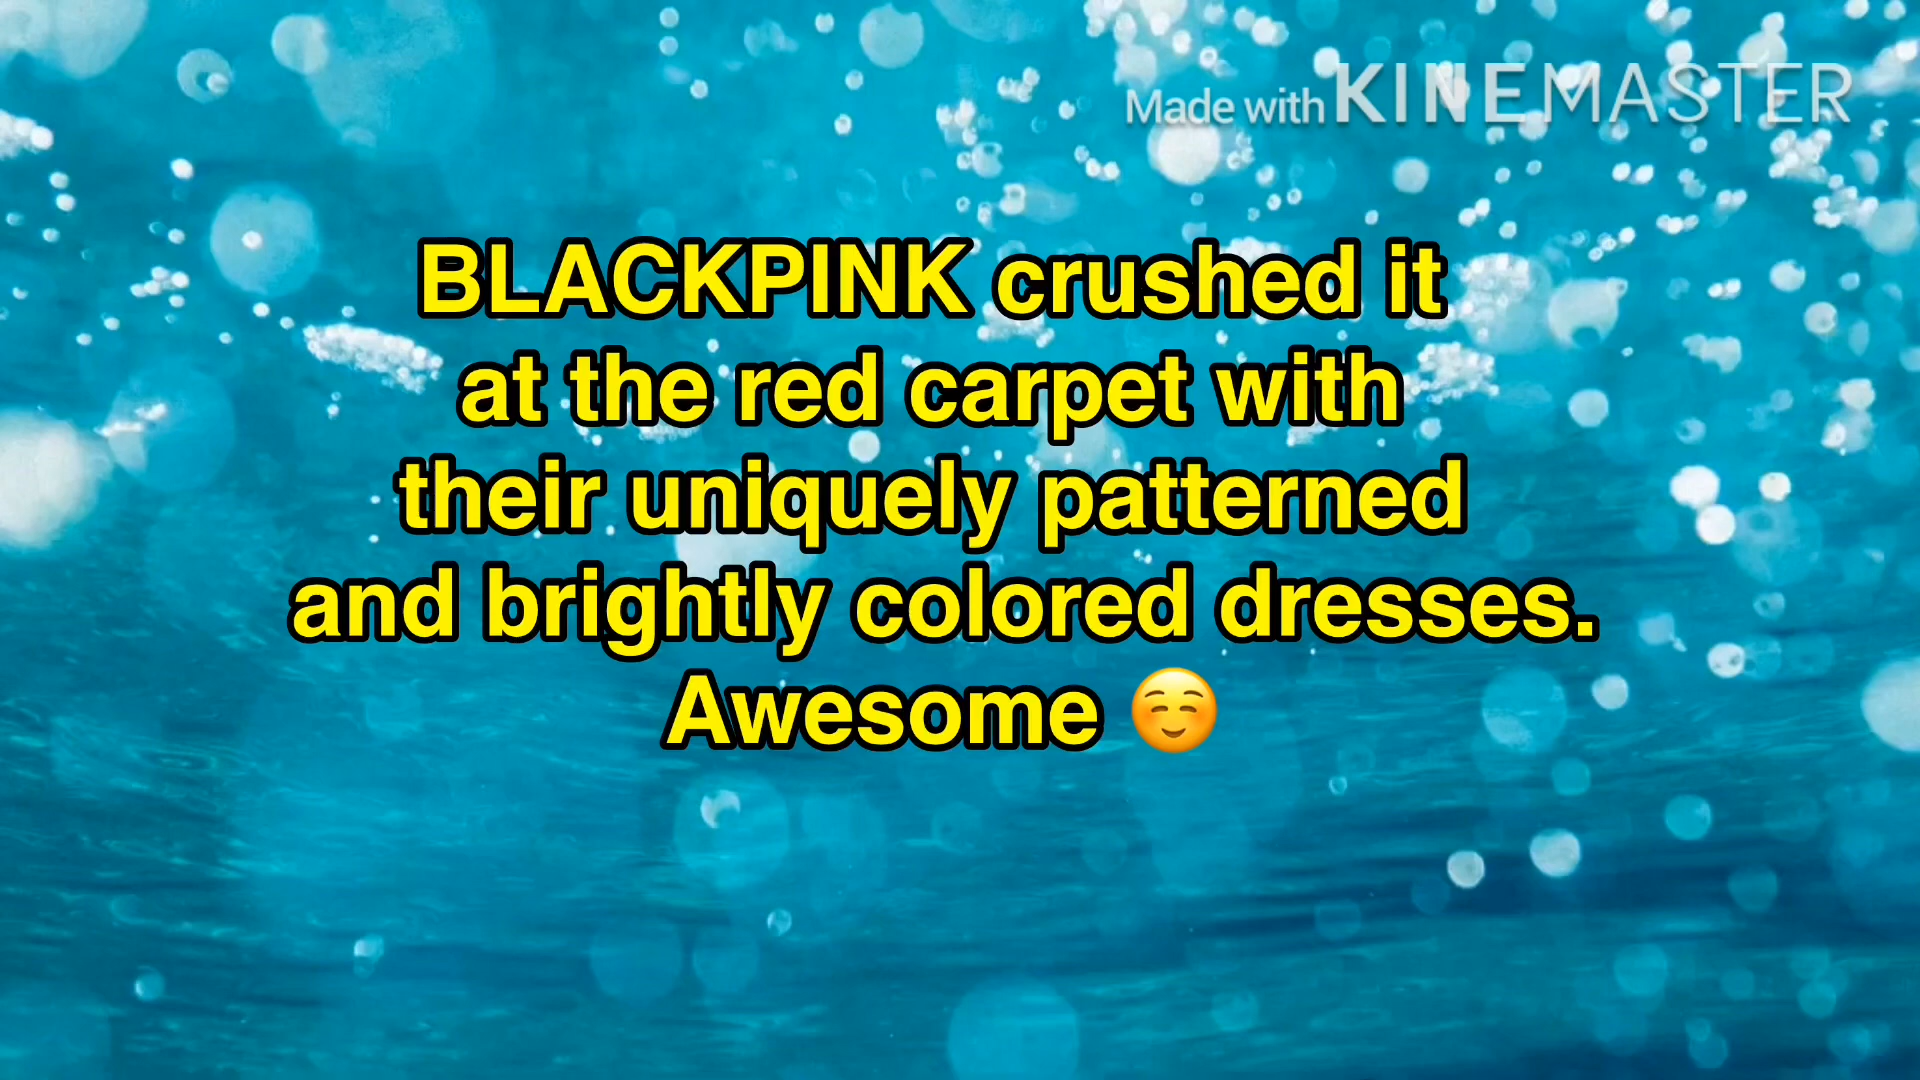 Made with KINEMASTER
BLACKPINK crushed it
at the red carpet with
their uniquely patterned
and brightly colored dresses.
Awesome ☺️